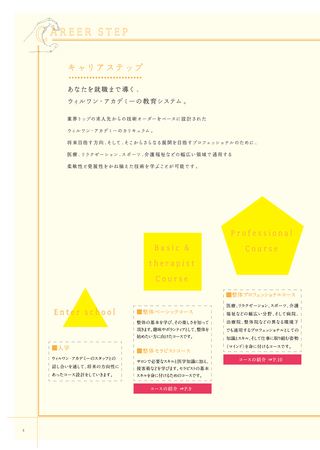 CAREER STEP
キャリアステップ
あなたを就職まで導く、
ウィルワン・アカデミーの教育システム。
業界トップの求人先からの技術オーダーをベースに設計された
ウィルワン・アカデミーのカリキュラム。
将来目指す方向、そして、そこからさらなる展開を目指すプロフェッショナルのために、
医療、リラクゼーション、スポーツ、介護福祉などの幅広い領域で通用する
柔軟性と発展性をかね備えた技術を学ぶことが可能です。
Enter school
■入学
ウィルワン・アカデミーのスタッフとの
話し合いを通して、将来の方向性に
あったコース設計をしていきます。
Basic &
therapist
Course
■整体ベーシックコース
整体の基本を学び、その楽しさを知って
頂きます。趣味やボランティアとして、整体を
始めたい方に向けたコースです。
■整体セラピストコース
サロンで必要なスキルと医学知識に加え、
接客術などを学びます。セラピストの基本
スキルを身に付けるためのコースです。
コースの紹介 ⇒P.9
Professional
Course
■整体プロフェッショナルコース
医療、リラクゼーション、スポーツ、介護
福祉などの幅広い分野、そして病院、
治療院、整体院などの異なる環境下
でも通用するプロフェッショナルとしての
知識とスキル、そして仕事に取り組む姿勢
（マインド）を身に付けるコースです。
コースの紹介 ⇒P.10